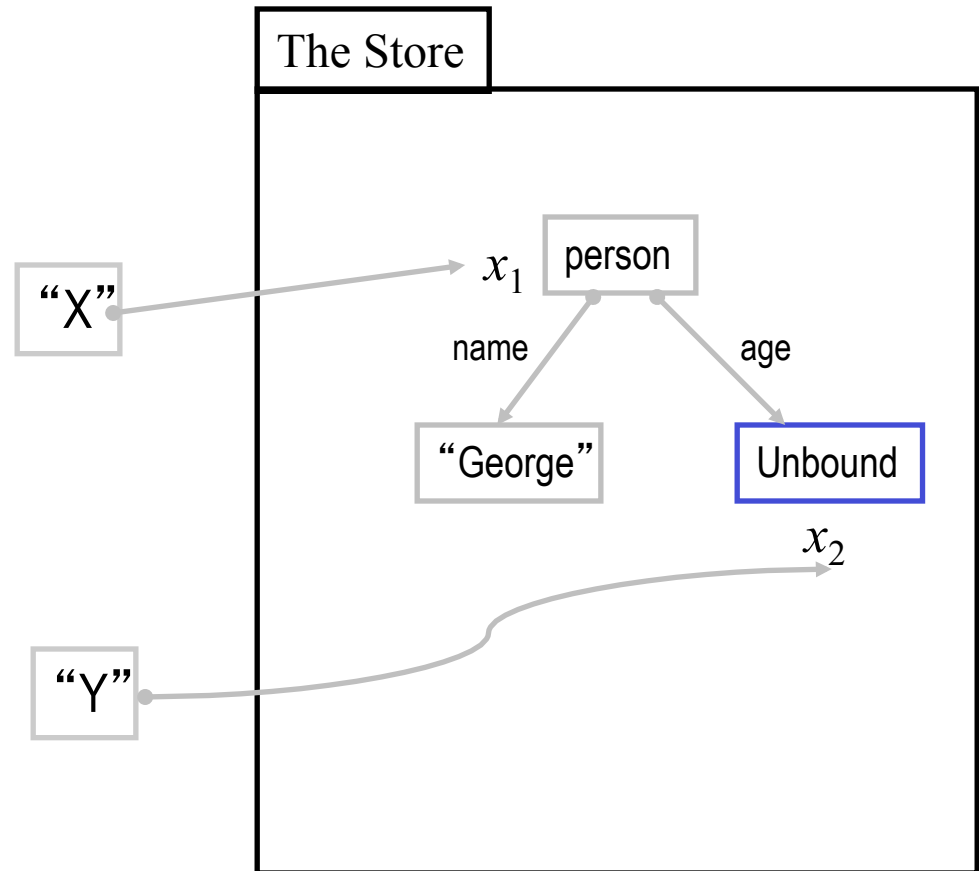 The Store
person
x₁
“X”
name
age
“George”
Unbound
x₂
“Y”